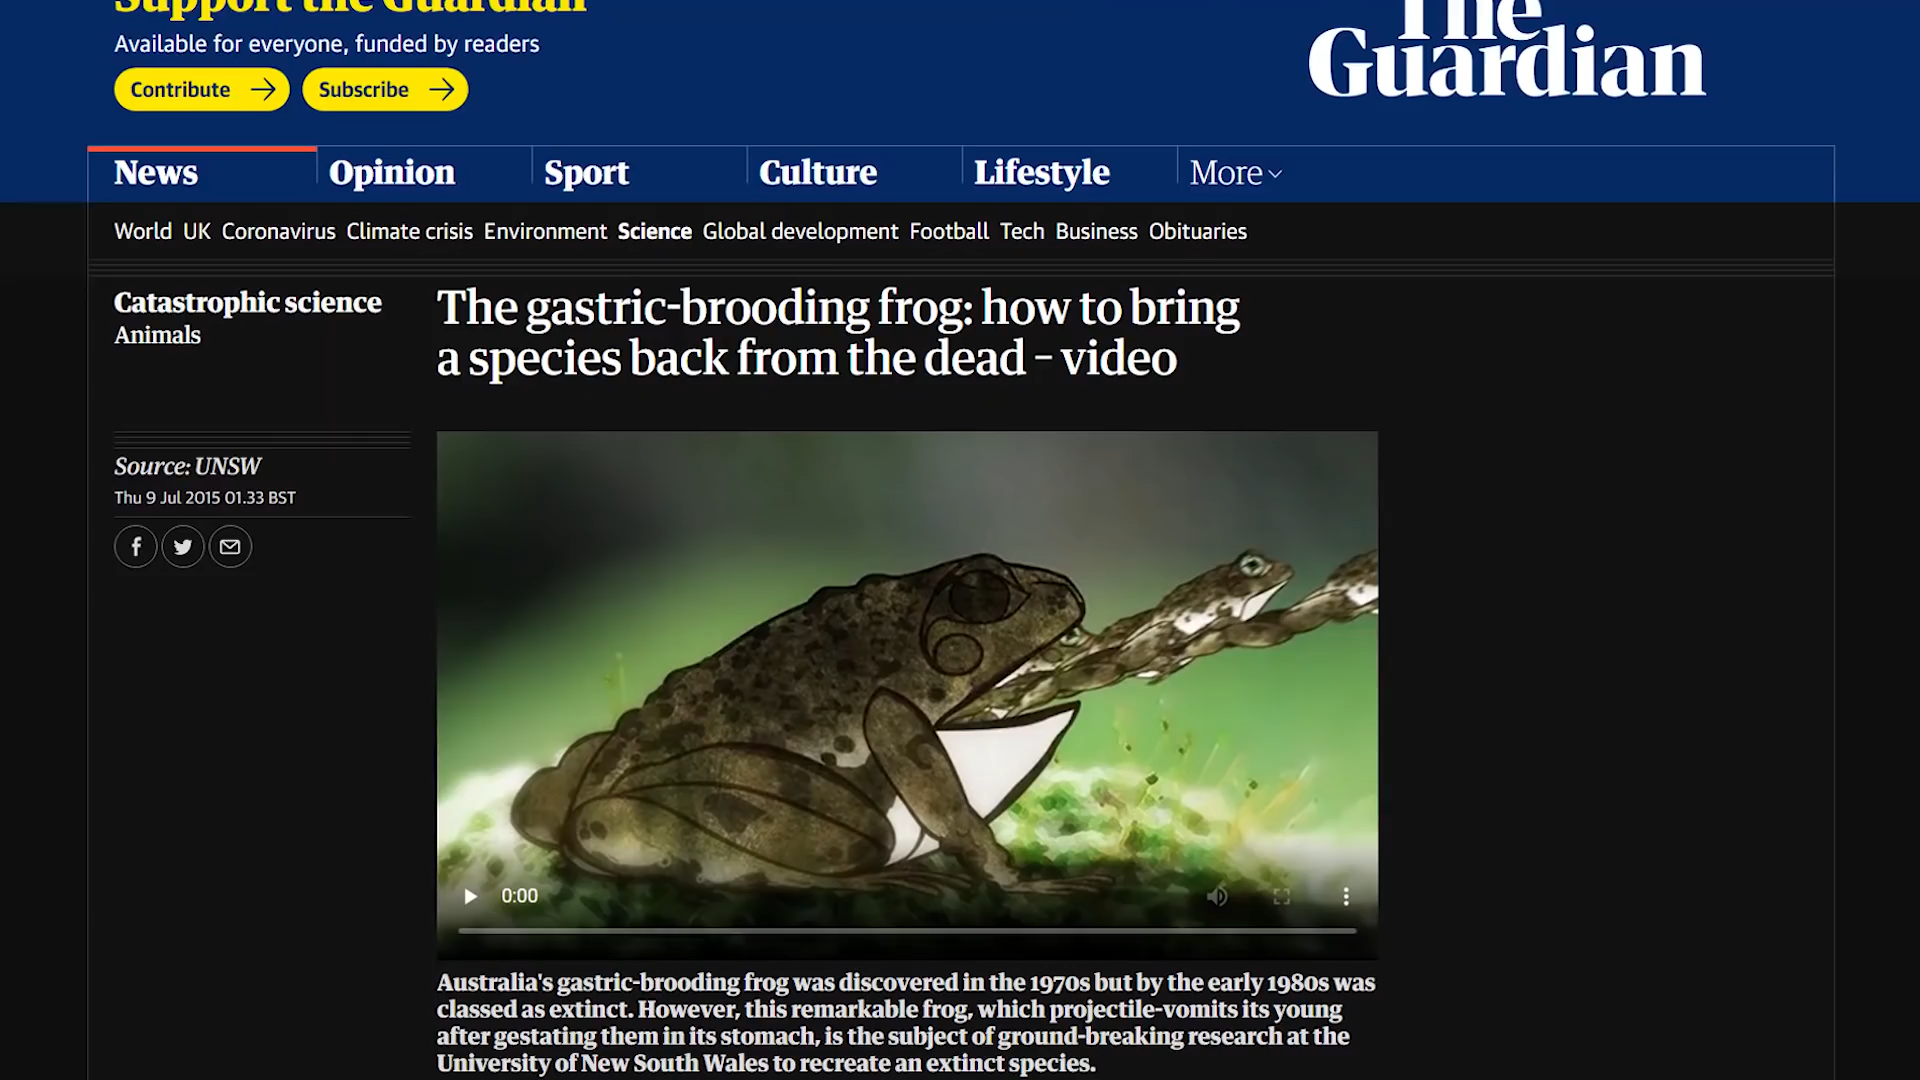 Support the Guardian
Available for everyone, funded by readers
Contribute
Subscribe
The
Guardian
News
Opinion
Sport
Culture
Lifestyle
More
World UK Coronavirus Climate crisis Environment Science Global development Football Tech Business Obituaries
Catastrophic science
Animals
The gastric-brooding frog: how to bring
a species back from the dead – video
Source: UNSW
Thu 9 Jul 2015 01.33 BST
0:00
Australia's gastric-brooding frog was discovered in the 1970s but by the early 1980s was
classed as extinct. However, this remarkable frog, which projectile-vomits its young
after gestating them in its stomach, is the subject of ground-breaking research at the
University of New South Wales to recreate an extinct species.